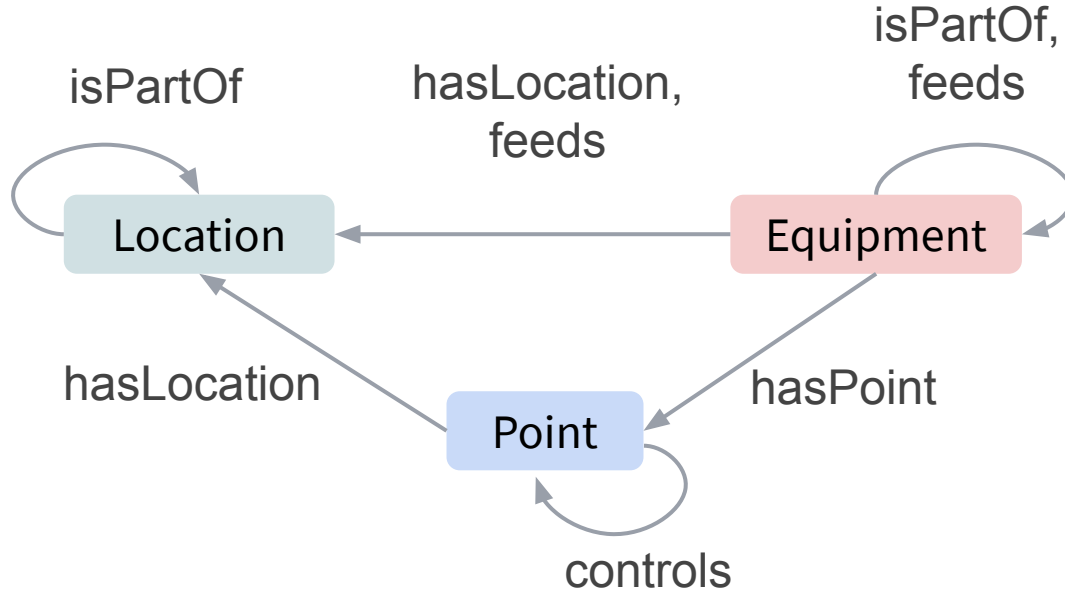 isPartOf,
feeds
isPartOf
hasLocation,
feeds
Location
Equipment
hasLocation
hasPoint
Point
controls